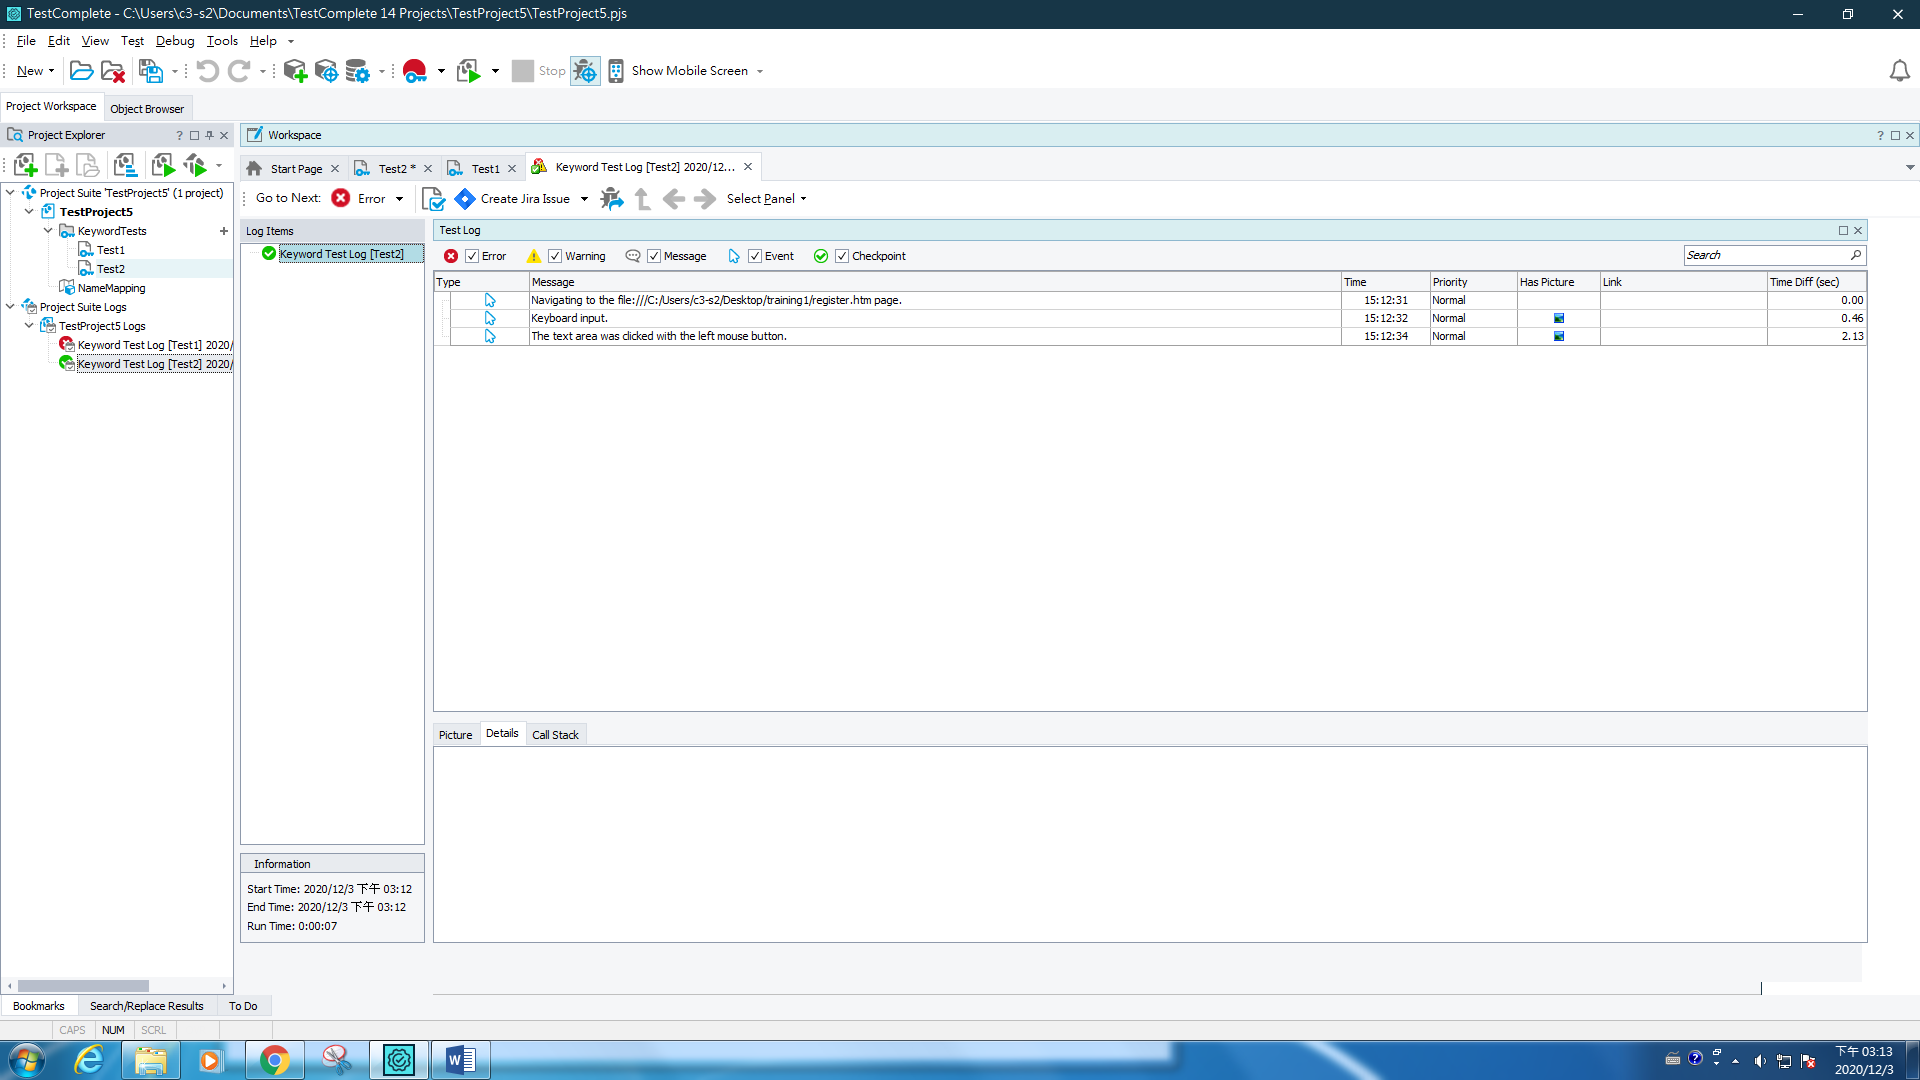 TestComplete - C:\Users\c3-s2\Documents\TestComplete 14 Projects\TestProject5\TestProject5.pjs
File Edit View Test Debug Tools Help
New Stop Show Mobile Screen
Project Workspace Object Browser
Project Explorer ?
Workspace ?
Start Page Test2 * Test1 Keyword Test Log [Test2] 2020/12...
Project Suite 'TestProject5' (1 project)
TestProject5
KeywordTests +
Test1
Test2
NameMapping
Project Suite Logs
TestProject5 Logs
Keyword Test Log [Test1] 2020/
Keyword Test Log [Test2] 2020/
Go to Next: Error Create Jira Issue Select Panel
Log Items
Keyword Test Log [Test2]
Test Log
Error Warning Message Event Checkpoint Search
Type Message Time Priority Has Picture Link Time Diff (sec)
Navigating to the file:///C:/Users/c3-s2/Desktop/training1/register.htm page. 15:12:31 Normal 0.00
Keyboard input. 15:12:32 Normal 0.46
The text area was clicked with the left mouse button. 15:12:34 Normal 2.13
Picture Details Call Stack
Information
Start Time: 2020/12/3 下午 03:12
End Time: 2020/12/3 下午 03:12
Run Time: 0:00:07
Bookmarks Search/Replace Results To Do
CAPS NUM SCRL
下午 03:13
2020/12/3